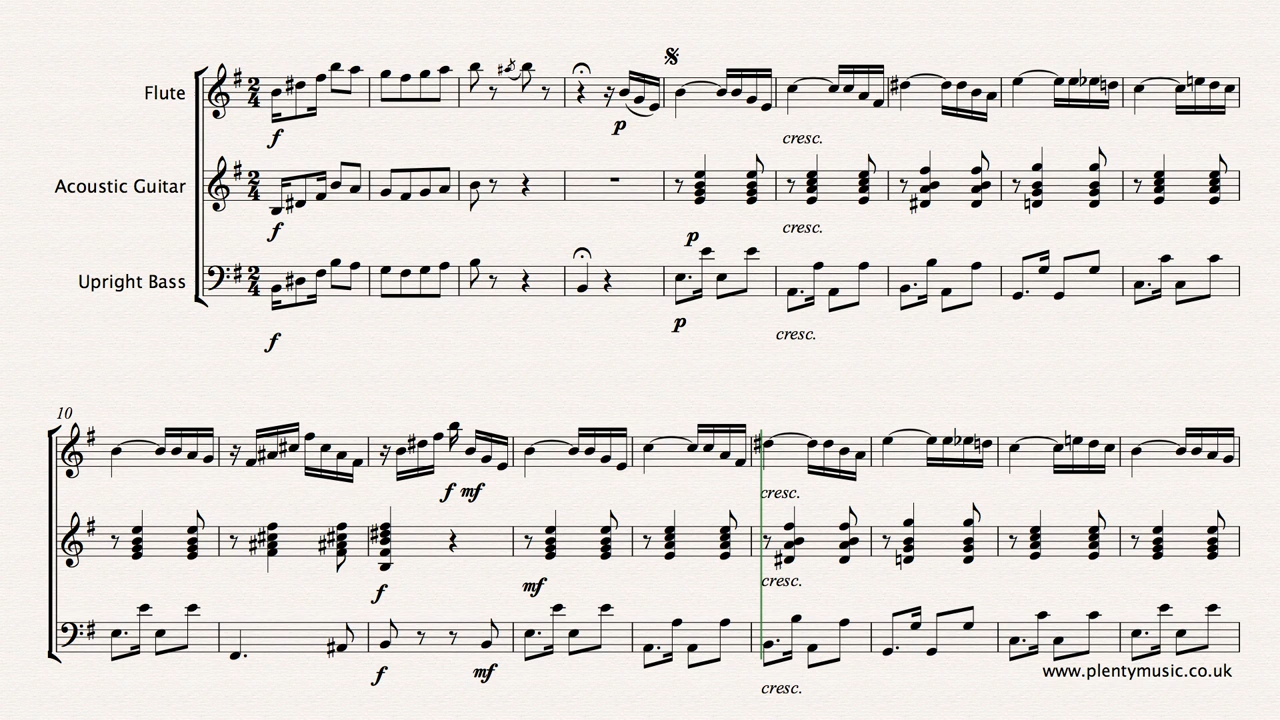 Flute
f
p
cresc.
Acoustic Guitar
f
p
cresc.
Upright Bass
f
p
cresc.
10
f mf
cresc.
f
mf
cresc.
f
mf
cresc.
www.plentymusic.co.uk